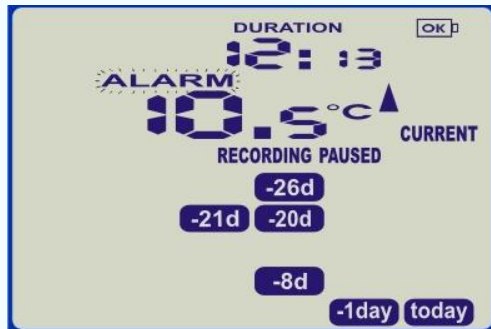 DURATION OK
12:13
ALARM
10.5°C
CURRENT
RECORDING PAUSED
-26d
-21d -20d
-8d
-1day today